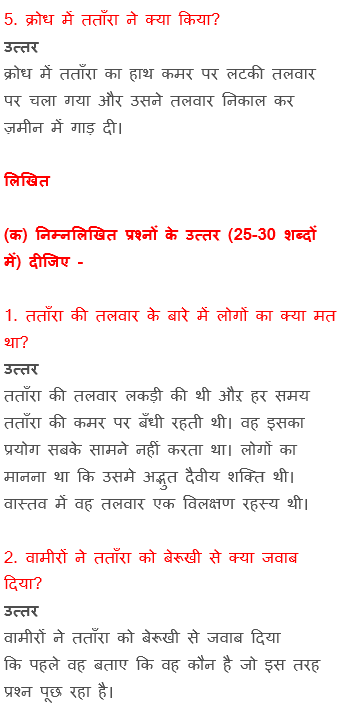 5. क्रोध में तताँरा ने क्या किया?
उत्तर
क्रोध में तताँरा का हाथ कमर पर लटकी तलवार
पर चला गया और उसने तलवार निकाल कर
ज़मीन में गाड़ दी।
लिखित
(क) निम्नलिखित प्रश्नों के उत्तर (25-30 शब्दों
में) दीजिए -
1. तताँरा की तलवार के बारे में लोगों का क्या मत
था?
उत्तर
तताँरा की तलवार लकड़ी की थी औऱ हर समय
तताँरा की कमर पर बँधी रहती थी। वह इसका
प्रयोग सबके सामने नहीं करता था। लोगों का
मानना था कि उसमे अद्भुत दैवीय शक्ति थी।
वास्तव में वह तलवार एक विलक्षण रहस्य थी।
2. वामीरों ने तताँरा को बेरूखी से क्या जवाब
दिया?
उत्तर
वामीरों ने तताँरा को बेरूखी से जवाब दिया
कि पहले वह बताए कि वह कौन है जो इस तरह
प्रश्न पूछ रहा है।